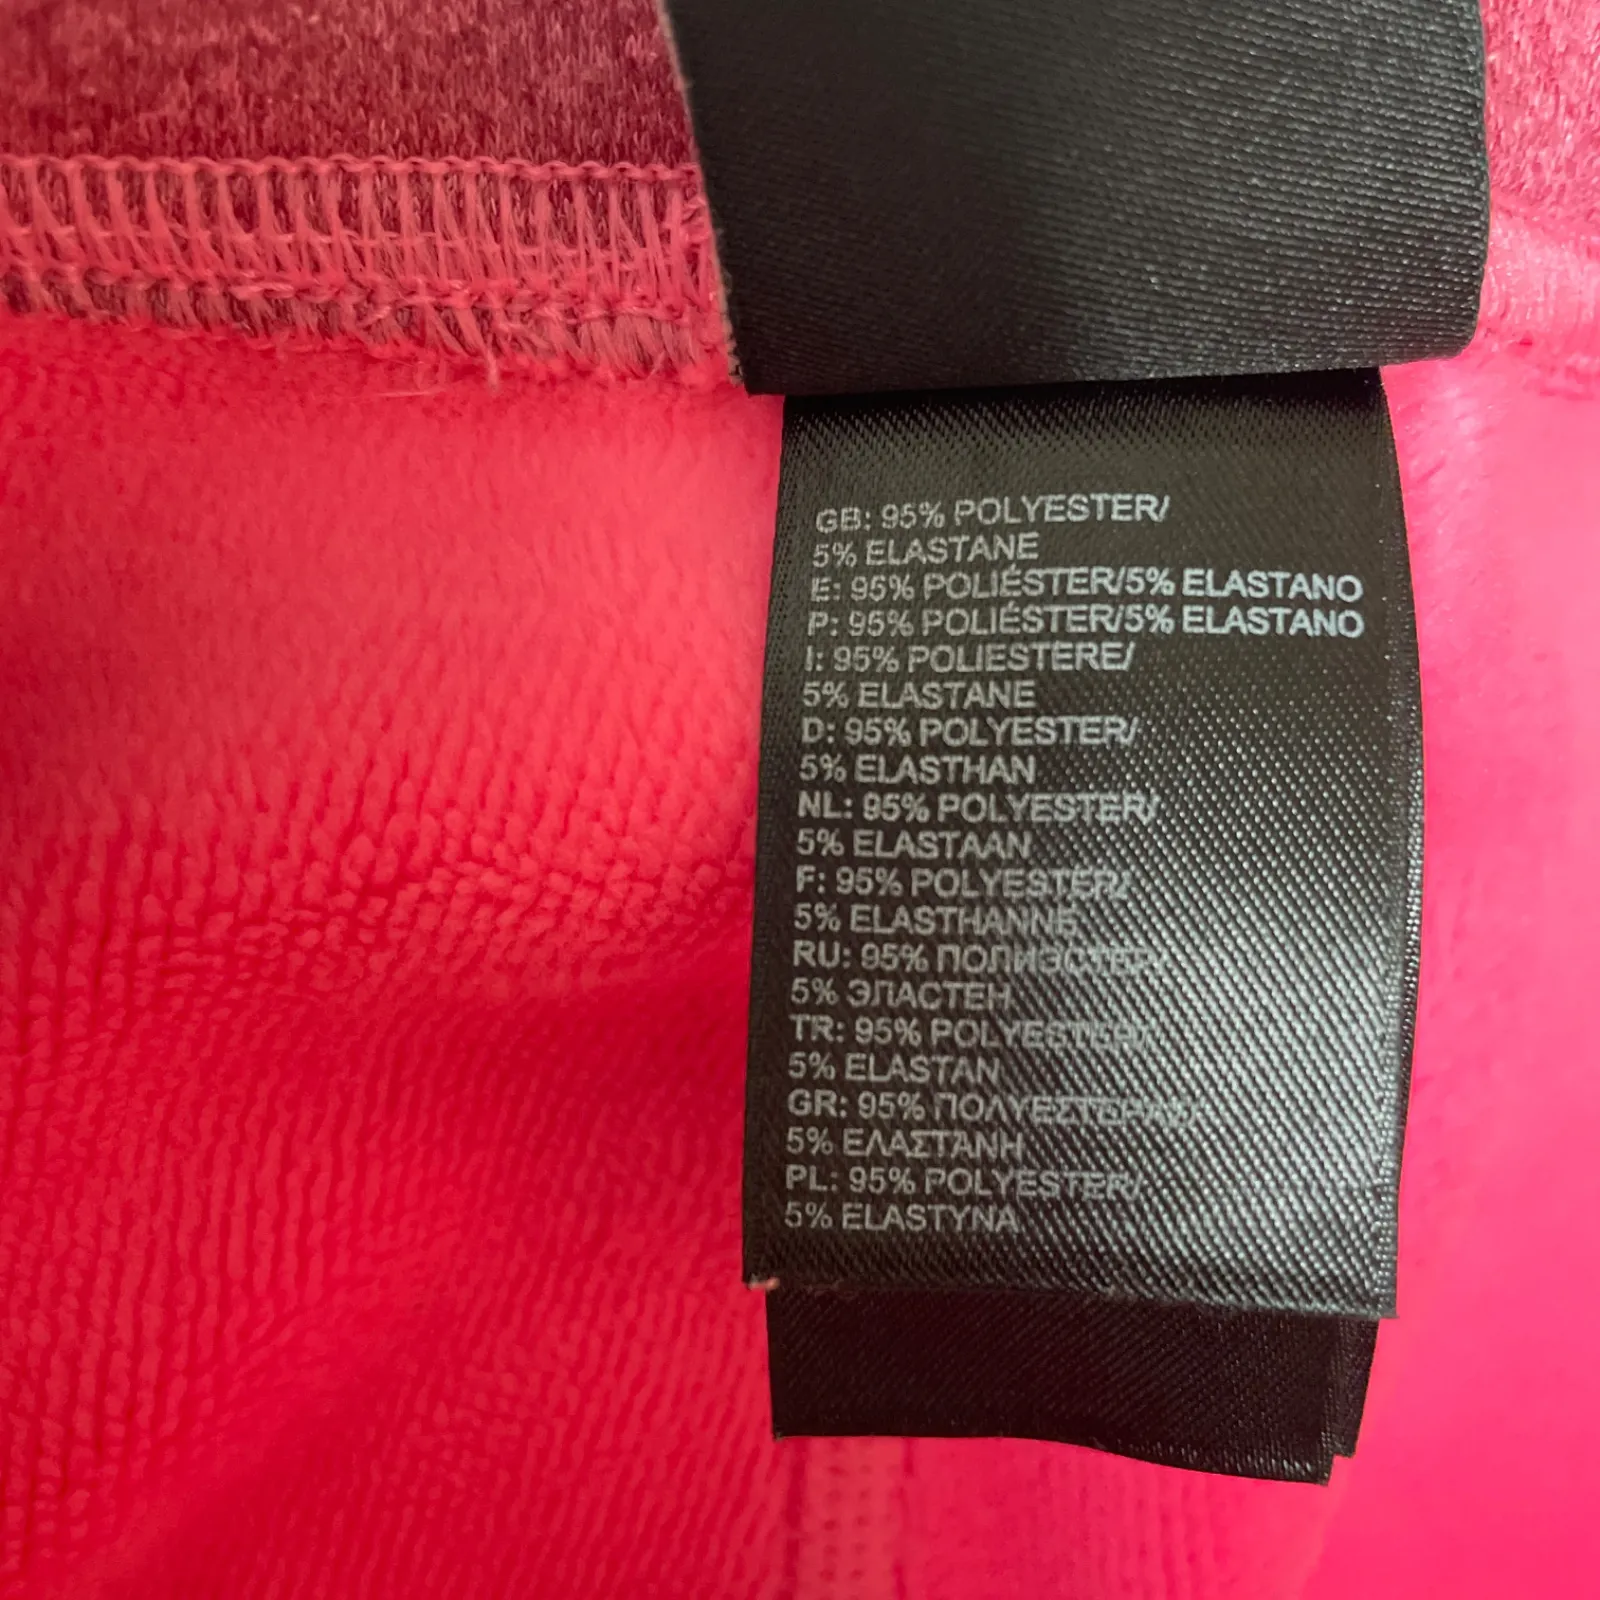 GB: 95% POLYESTER/
5% ELASTANE
E: 95% POLIÉSTER/5% ELASTANO
P: 95% POLIÉSTER/5% ELASTANO
I: 95% POLIESTERE/
5% ELASTANE
D: 95% POLYESTER/
5% ELASTHAN
NL: 95% POLYESTER/
5% ELASTAAN
F: 95% POLYESTER/
5% ELASTHANNE
RU: 95% ПОЛИЭСТЕР/
5% ЭЛАСТЕН
TR: 95%
5% ELASTAN
GR: 95%
5% ΕΛΑΣΤΑΝΗ
PL: 95% POLYESTER/
5% ELASTYNA